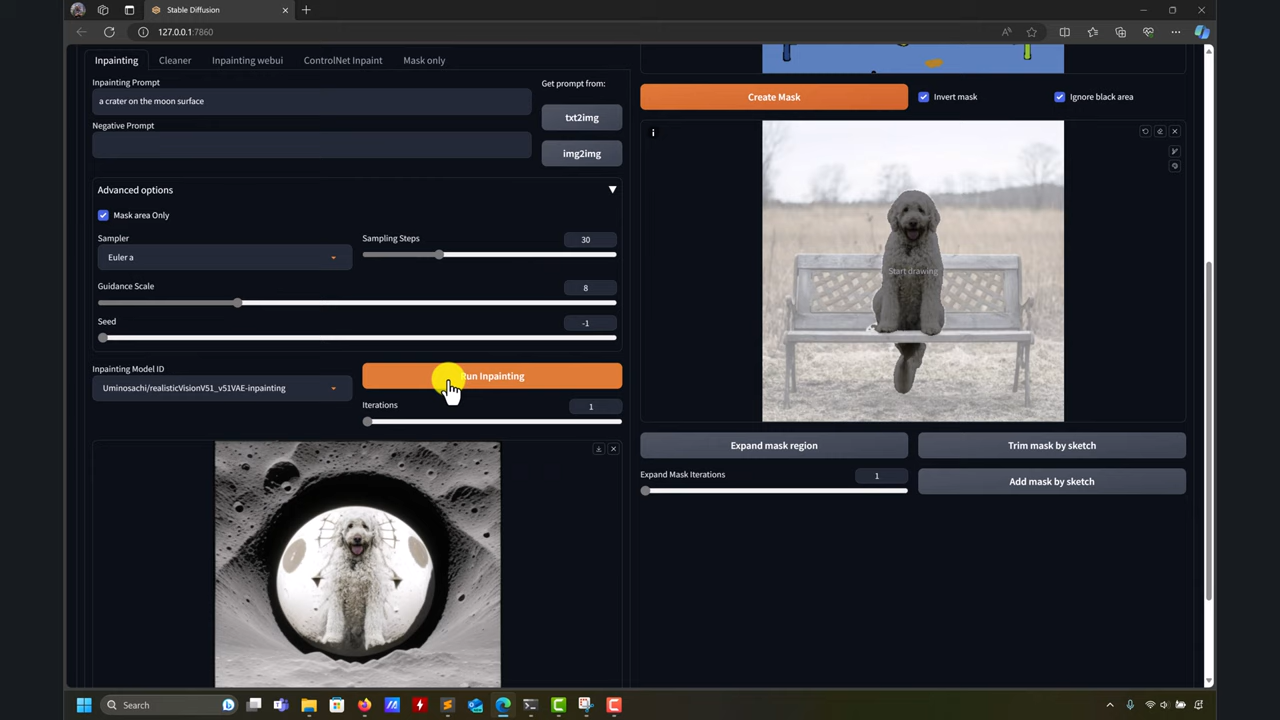 Stable Diffusion
127.0.0.1:7860
Inpainting
Cleaner
Inpainting webui
ControlNet Inpaint
Mask only
Inpainting Prompt
a crater on the moon surface
Negative Prompt
Get prompt from:
txt2img
img2img
Advanced options
Mask area Only
Sampler
Euler a
Sampling Steps
30
Guidance Scale
8
Seed
-1
Inpainting Model ID
Uminosachi/realisticVisionV51_v51VAE-inpainting
Run Inpainting
Iterations
1
Create Mask
Invert mask
Ignore black area
Start drawing
Expand mask region
Trim mask by sketch
Expand Mask Iterations
1
Add mask by sketch
Search